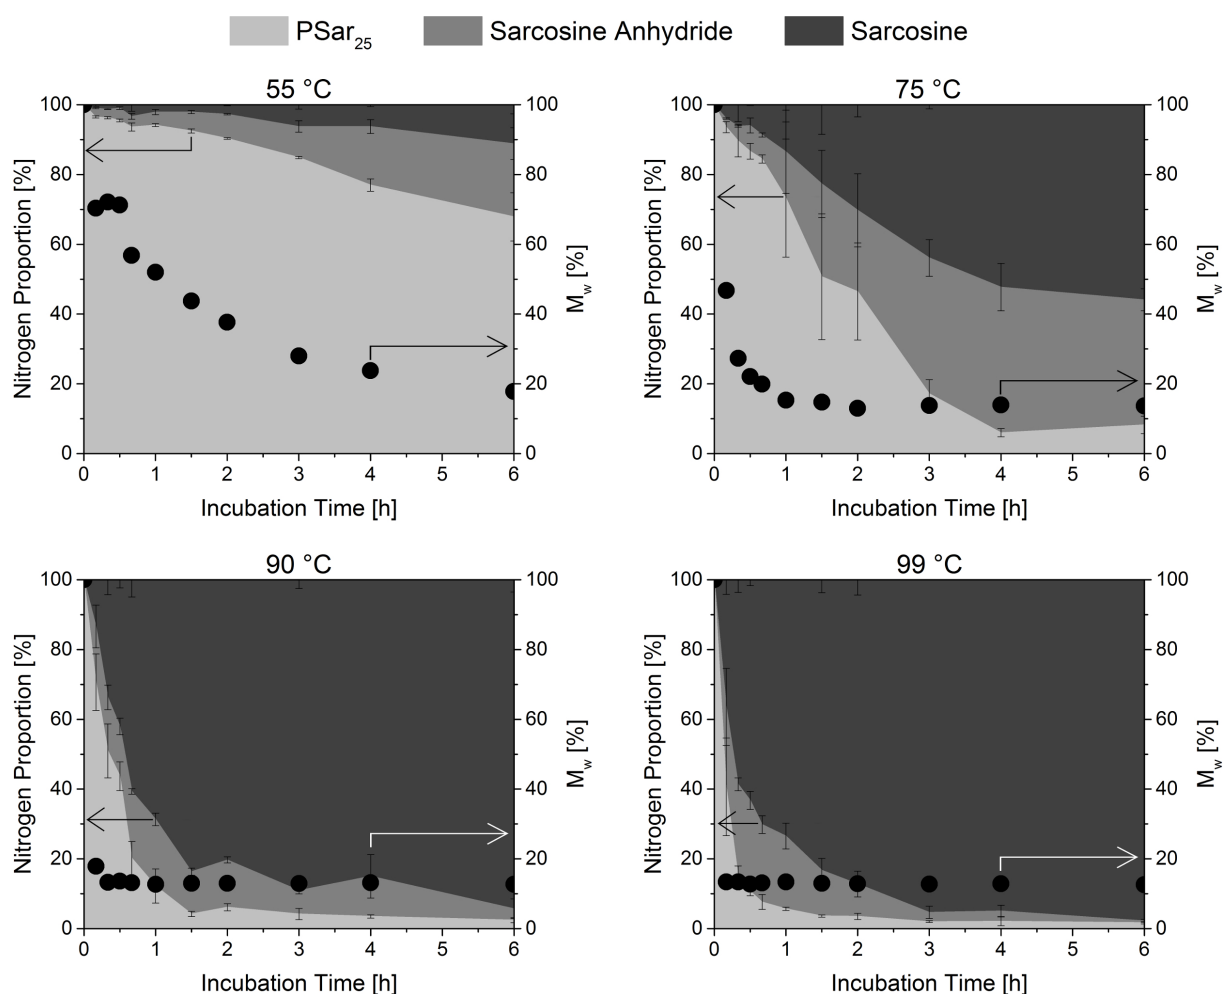 PSar25 Sarcosine Anhydride Sarcosine
55 °C
100 80 60 40 20 0
Nitrogen Proportion [%]
0 1 2 3 4 5 6
Incubation Time [h]
100 80 60 40 20 0
Mw [%]
75 °C
100 80 60 40 20 0
Nitrogen Proportion [%]
0 1 2 3 4 5 6
Incubation Time [h]
100 80 60 40 20 0
Mw [%]
90 °C
100 80 60 40 20 0
Nitrogen Proportion [%]
0 1 2 3 4 5 6
Incubation Time [h]
100 80 60 40 20 0
Mw [%]
99 °C
100 80 60 40 20 0
Nitrogen Proportion [%]
0 1 2 3 4 5 6
Incubation Time [h]
100 80 60 40 20 0
Mw [%]